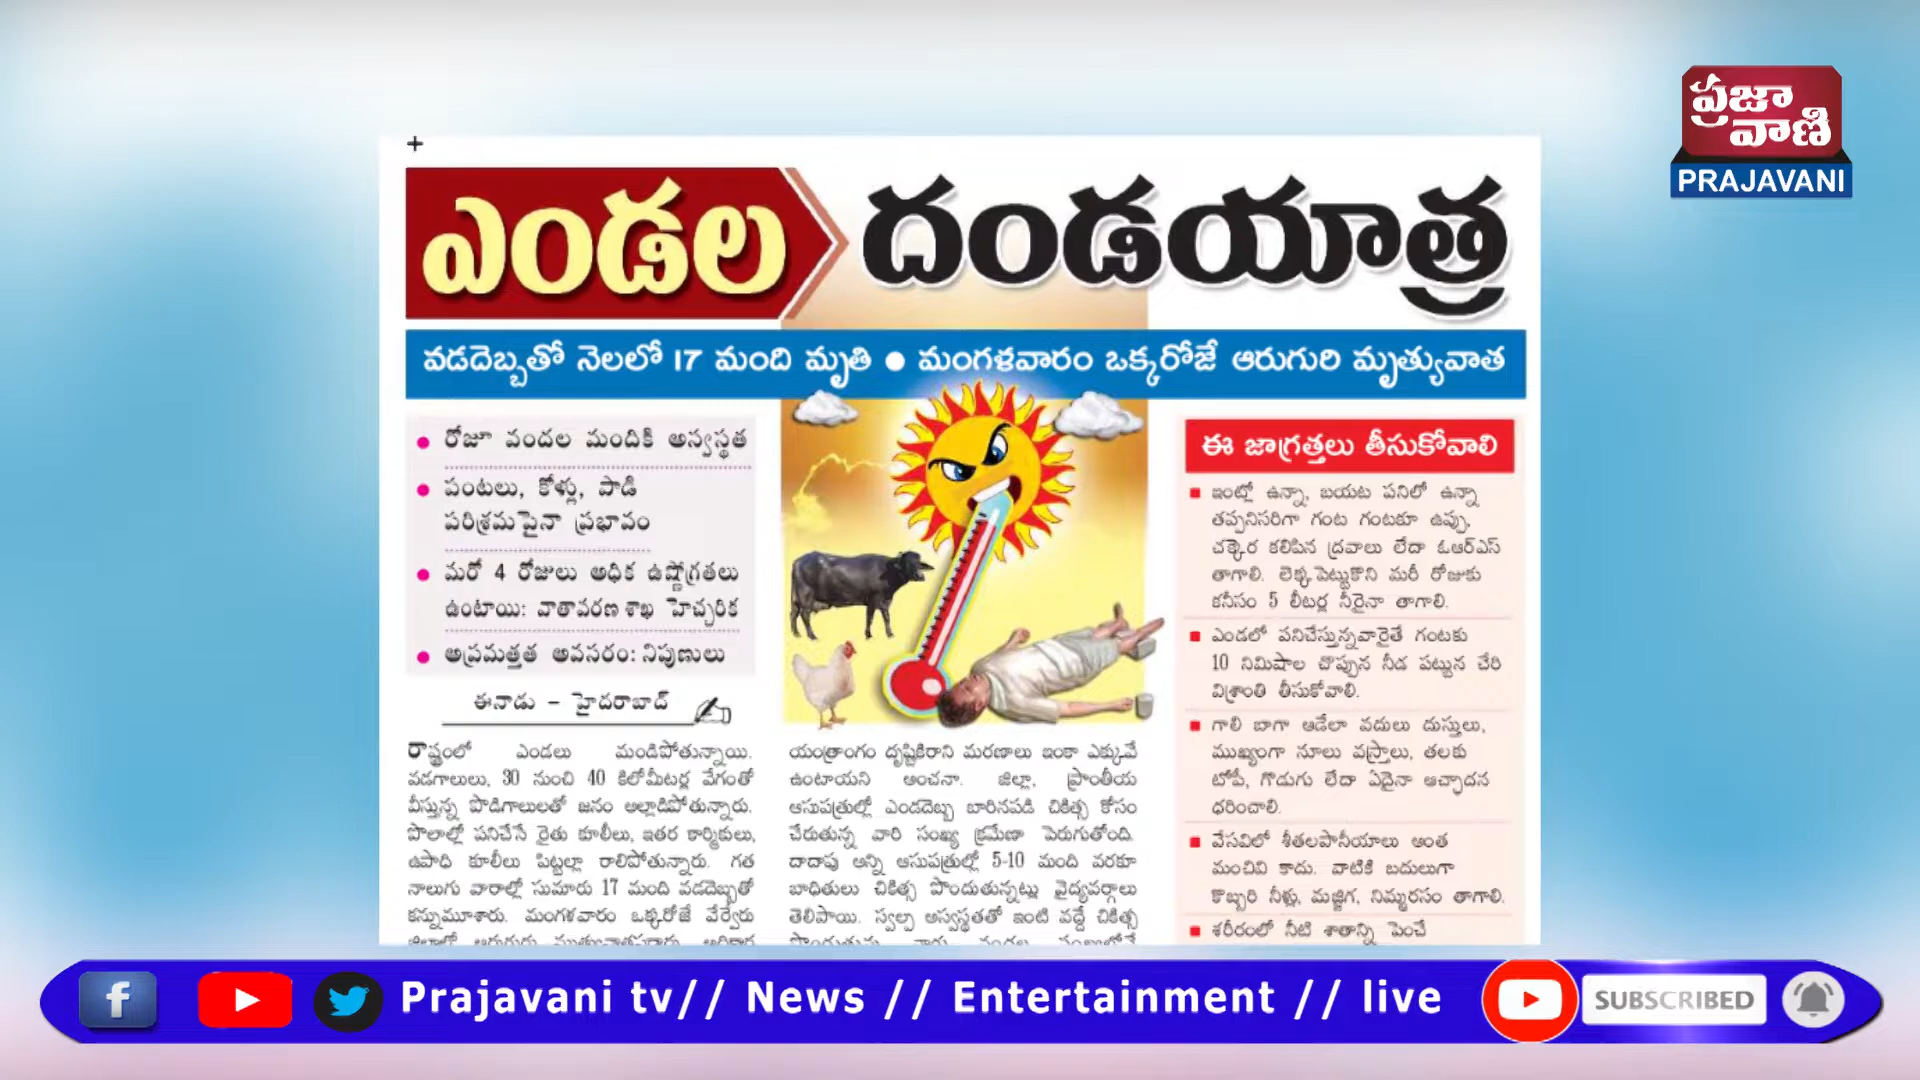 ప్రజా
వాణి
PRAJAVANI
ఎండల దండయాత్ర
వడదెబ్బతో నెలలో 17 మంది మృతి ● మంగళవారం ఒక్కరోజే ఆరుగురి మృత్యువాత
● రోజూ వందల మందికి అస్వస్థత
● పంటలు, కోళ్లు, పాడి
పరిశ్రమపైనా ప్రభావం
● మరో 4 రోజులు అధిక ఉష్ణోగ్రతలు
ఉంటాయి: వాతావరణ శాఖ హెచ్చరిక
● అప్రమత్తత అవసరం: నిపుణులు
ఈనాడు - హైదరాబాద్
రాష్ట్రంలో ఎండలు మండిపోతున్నాయి.
వడగాలులు, 30 నుంచి 40 కిలోమీటర్ల వేగంతో
వీస్తున్న పొడిగాలులతో జనం అల్లాడిపోతున్నారు.
పొలాల్లో పనిచేసే రైతు కూలీలు, ఇతర కార్మికులు,
ఉపాధి కూలీలు పిట్టల్లా రాలిపోతున్నారు. గత
నాలుగు వారాల్లో సుమారు 17 మంది వడదెబ్బతో
కన్నుమూశారు. మంగళవారం ఒక్కరోజే వేర్వేరు
యంత్రాంగం దృష్టికిరాని మరణాలు ఇంకా ఎక్కువే
ఉంటాయని అంచనా. జిల్లా, ప్రాంతీయ
ఆసుపత్రుల్లో ఎండదెబ్బ బారినపడి చికిత్స కోసం
చేరుతున్న వారి సంఖ్య క్రమేణా పెరుగుతోంది.
దాదాపు అన్ని ఆసుపత్రుల్లో 5-10 మంది వరకూ
బాధితులు చికిత్స పొందుతున్నట్లు వైద్యవర్గాలు
తెలిపాయి. స్వల్ప అస్వస్థతతో ఇంటి వద్దే చికిత్స
ఈ జాగ్రత్తలు తీసుకోవాలి
■ ఇంట్లో ఉన్నా, బయట పనిలో ఉన్నా
తప్పనిసరిగా గంట గంటకూ ఉప్పు,
చక్కెర కలిపిన ద్రవాలు లేదా ఓఆర్ఎస్
తాగాలి. లెక్కపెట్టుకొని మరీ రోజుకు
కనీసం 5 లీటర్ల నీరైనా తాగాలి.
■ ఎండలో పనిచేస్తున్నవారైతే గంటకు
10 నిమిషాల చొప్పున నీడ పట్టున చేరి
విశ్రాంతి తీసుకోవాలి.
■ గాలి బాగా ఆడేలా వదులు దుస్తులు,
ముఖ్యంగా నూలు వస్త్రాలు, తలకు
టోపీ, గొడుగు లేదా ఏదైనా ఆచ్ఛాదన
ధరించాలి.
■ వేసవిలో శీతలపానీయాలు అంత
మంచివి కాదు. వాటికి బదులుగా
కొబ్బరి నీళ్లు, మజ్జిగ, నిమ్మరసం తాగాలి.
■ శరీరంలో నీటి శాతాన్ని పెంచే
Prajavani tv// News // Entertainment // live
SUBSCRIBED